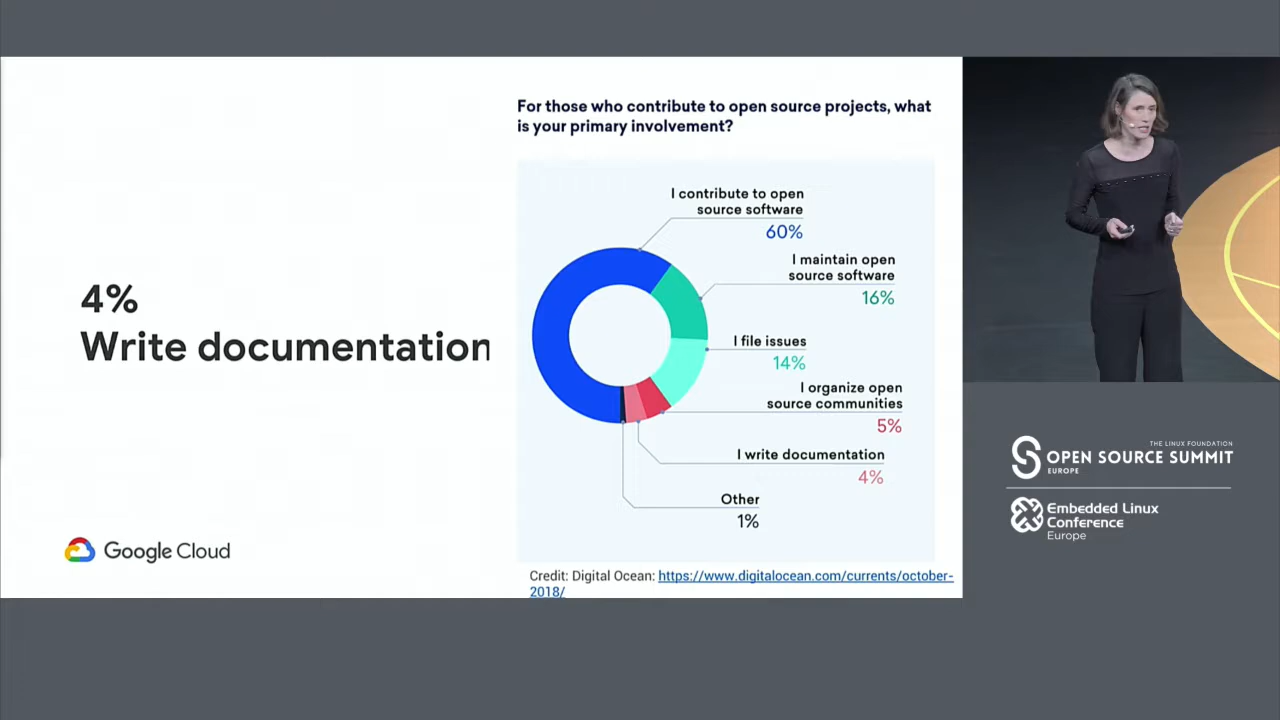 4%
Write documentation
Google Cloud
For those who contribute to open source projects, what
is your primary involvement?
I contribute to open
source software
60%
I maintain open
source software
16%
I file issues
14%
I organize open
source communities
5%
I write documentation
4%
Other
1%
Credit: Digital Ocean: https://www.digitalocean.com/currents/october-
2018/
THE LINUX FOUNDATION
OPEN SOURCE SUMMIT
EUROPE
Embedded Linux
Conference
Europe